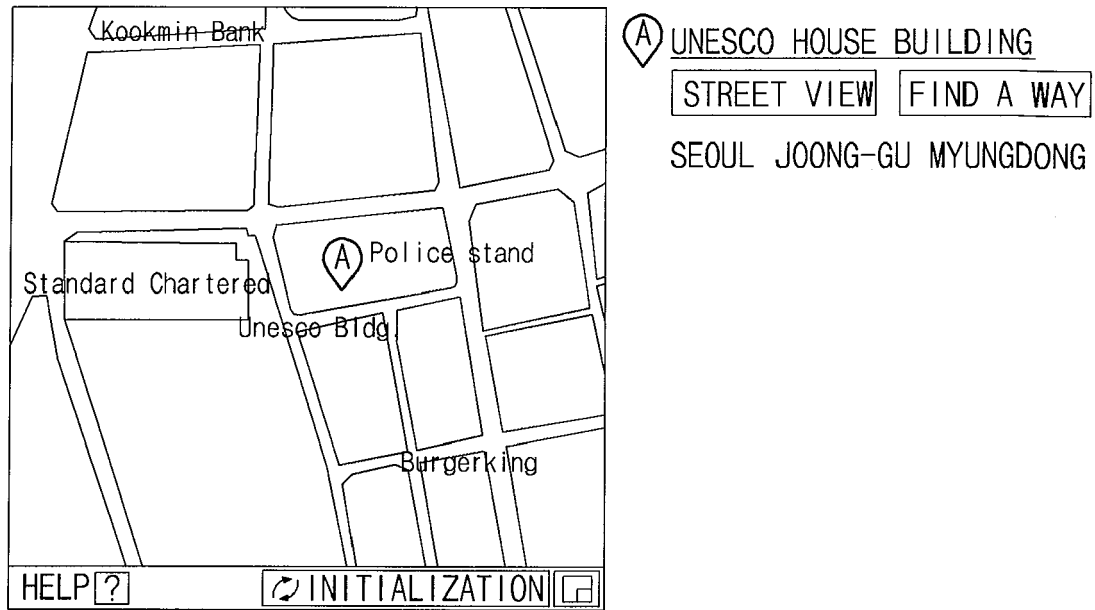 Kookmin Bank
A Police stand
Standard Chartered
Unesco Bldg.
Burgerking
HELP ?
INITIALIZATION
A UNESCO HOUSE BUILDING
STREET VIEW FIND A WAY
SEOUL JOONG-GU MYUNGDONG